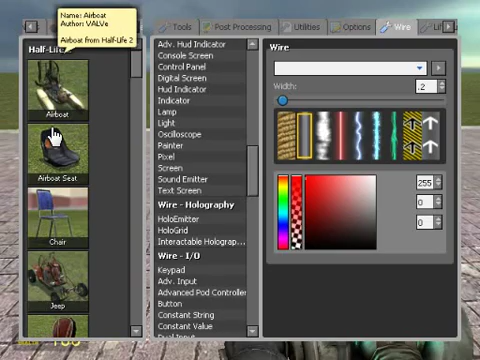 Name: Airboat
Author: VALVe
Airboat from Half-Life 2
Tools
Post Processing
Utilities
Options
Wire
Half-Life
Airboat
Airboat Seat
Chair
Jeep
Adv. Hud Indicator
Console Screen
Control Panel
Digital Screen
Hud Indicator
Indicator
Lamp
Light
Oscilloscope
Painter
Pixel
Screen
Sound Emitter
Text Screen
Wire - Holography
HoloEmitter
HoloGrid
Interactable Holograp...
Wire - I/O
Keypad
Adv. Input
Advanced Pod Controller
Button
Constant String
Constant Value
Dual Input
Wire
Width:
.2
255
0
0